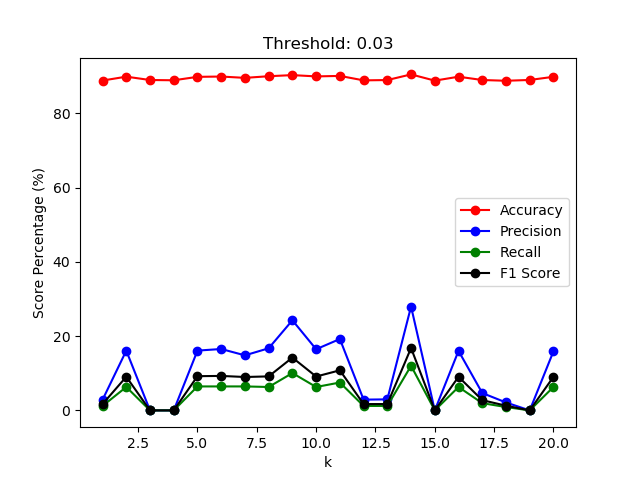 Threshold: 0.03
Score Percentage (%)
80
60
40
20
0
Accuracy
Precision
Recall
F1 Score
2.5 5.0 7.5 10.0 12.5 15.0 17.5 20.0
k